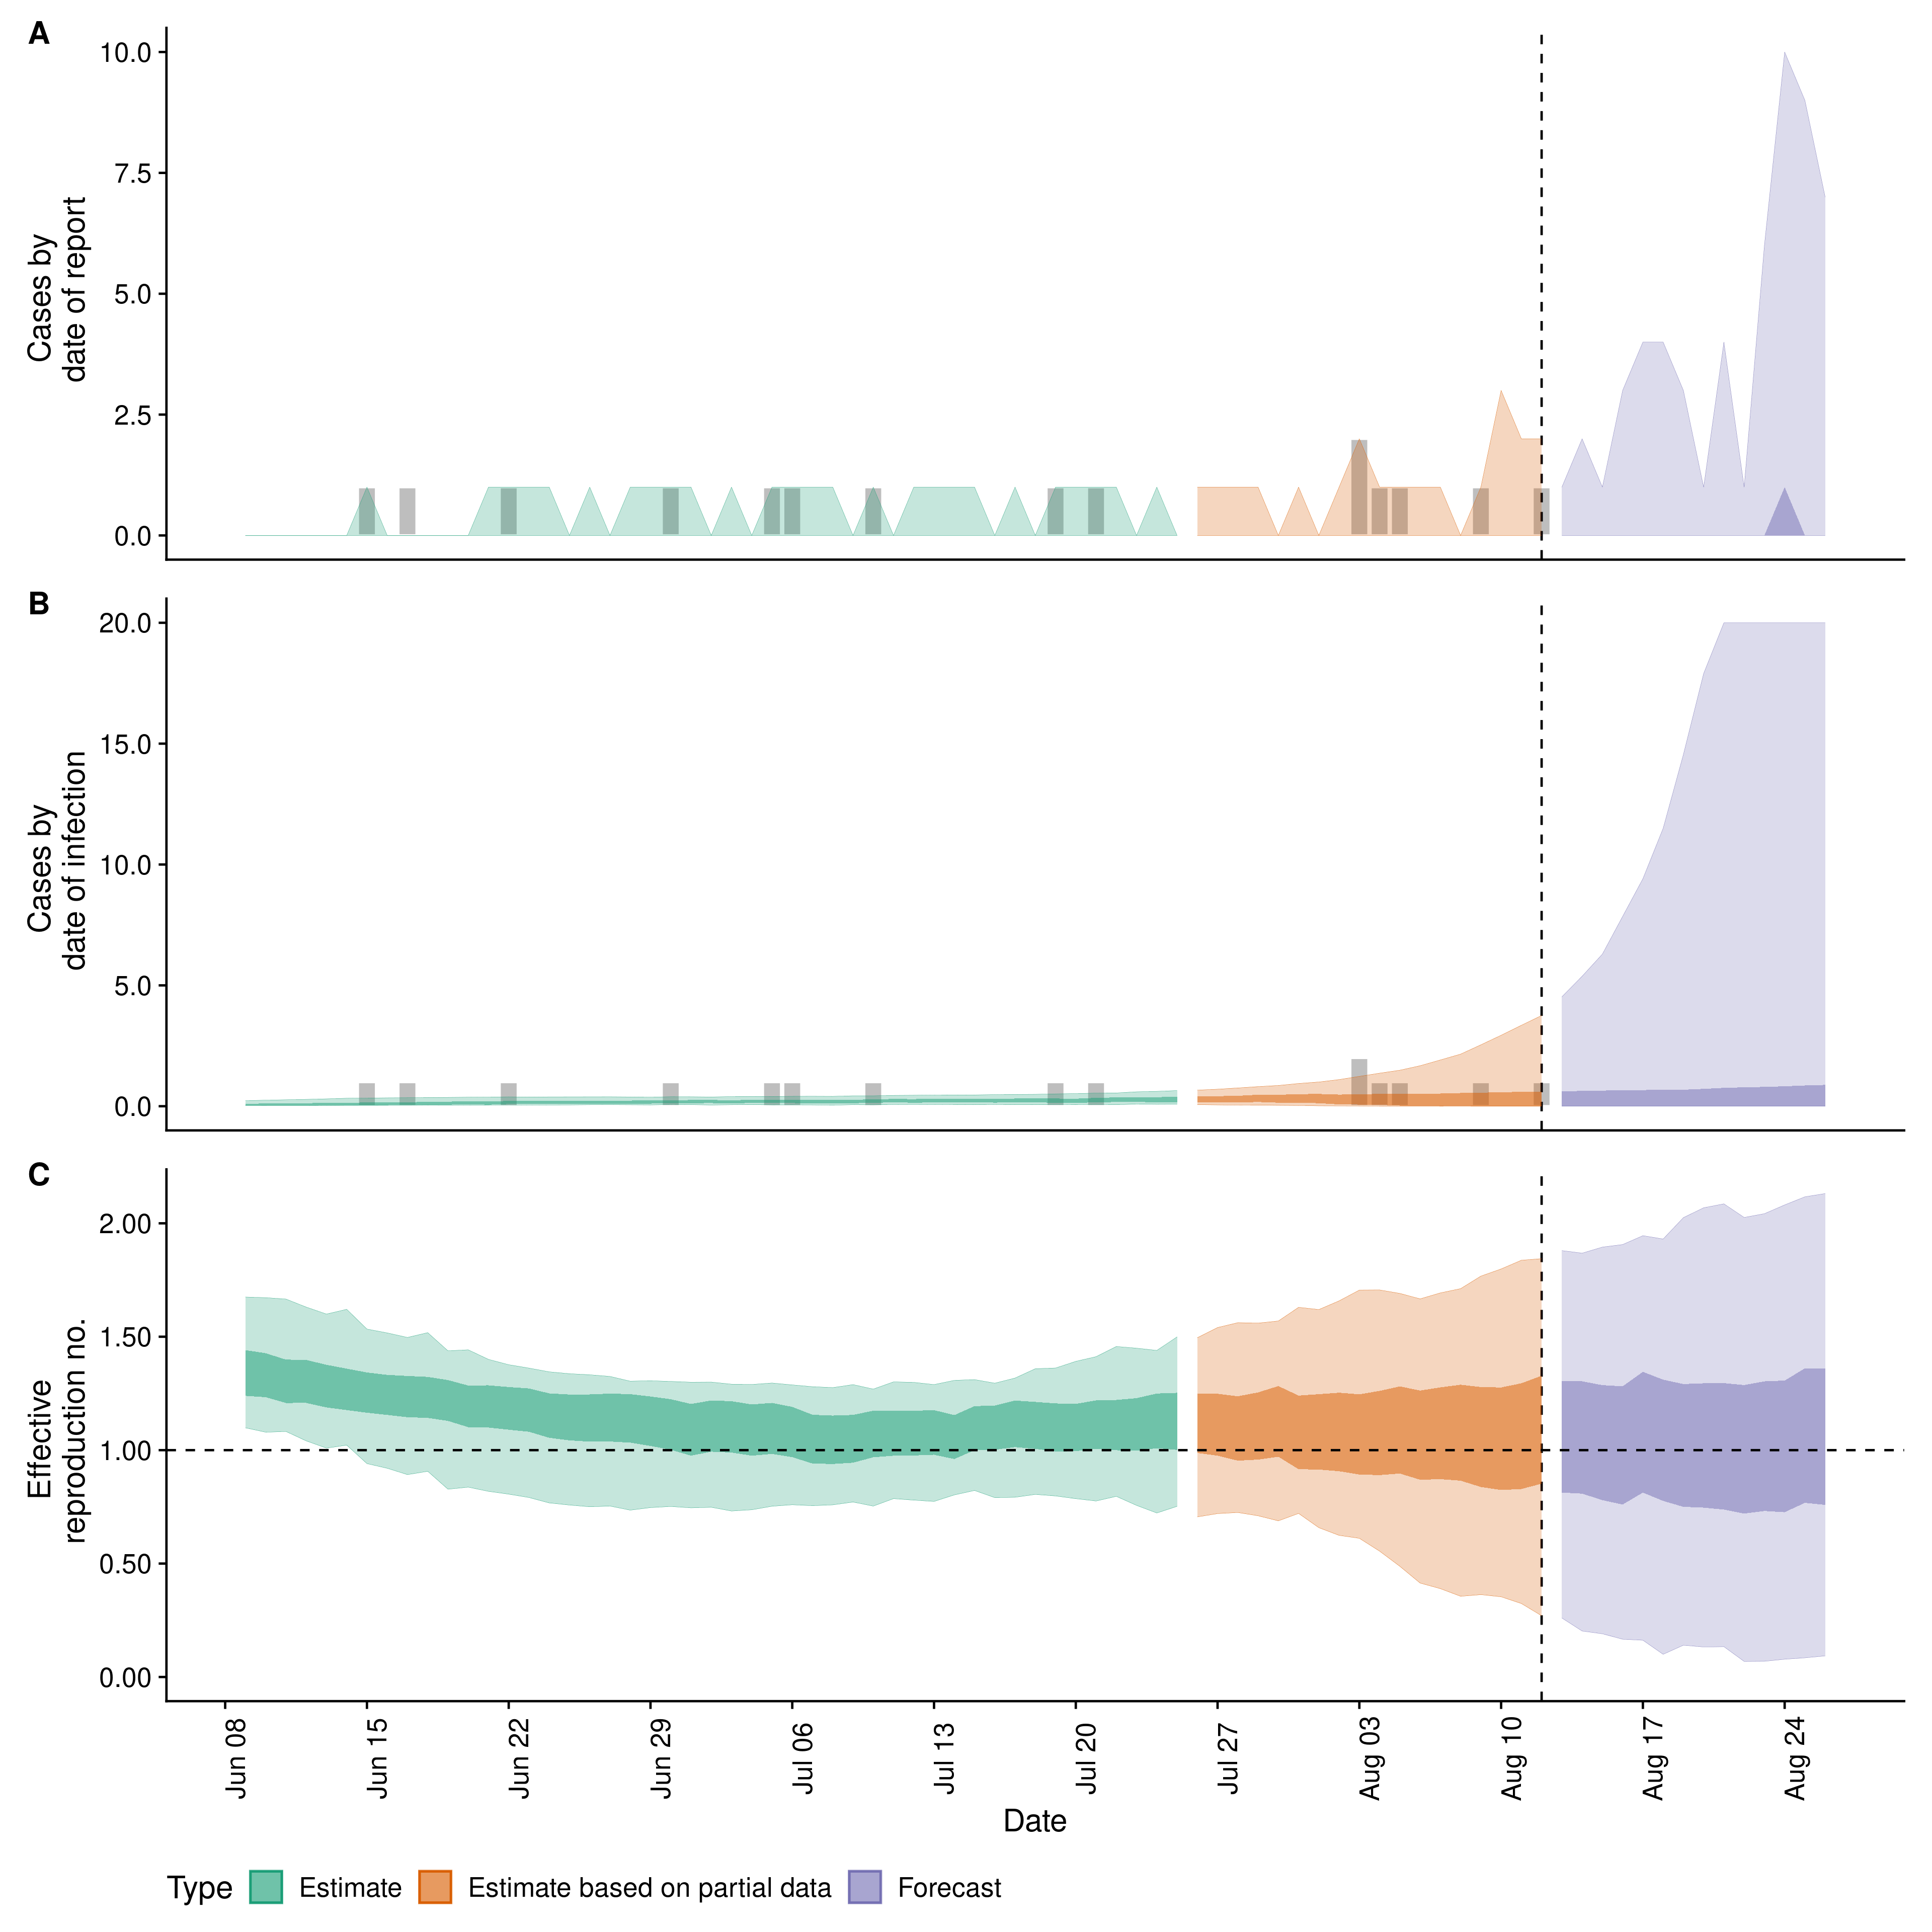 A
Cases by
date of report
10.0
7.5
5.0
2.5
0.0
B
Cases by
date of infection
20.0
15.0
10.0
5.0
0.0
C
Effective
reproduction no.
2.00
1.50
1.00
0.50
0.00
Jun 08
Jun 15
Jun 22
Jun 29
Jul 06
Jul 13
Jul 20
Jul 27
Aug 03
Aug 10
Aug 17
Aug 24
Date
Type Estimate Estimate based on partial data Forecast